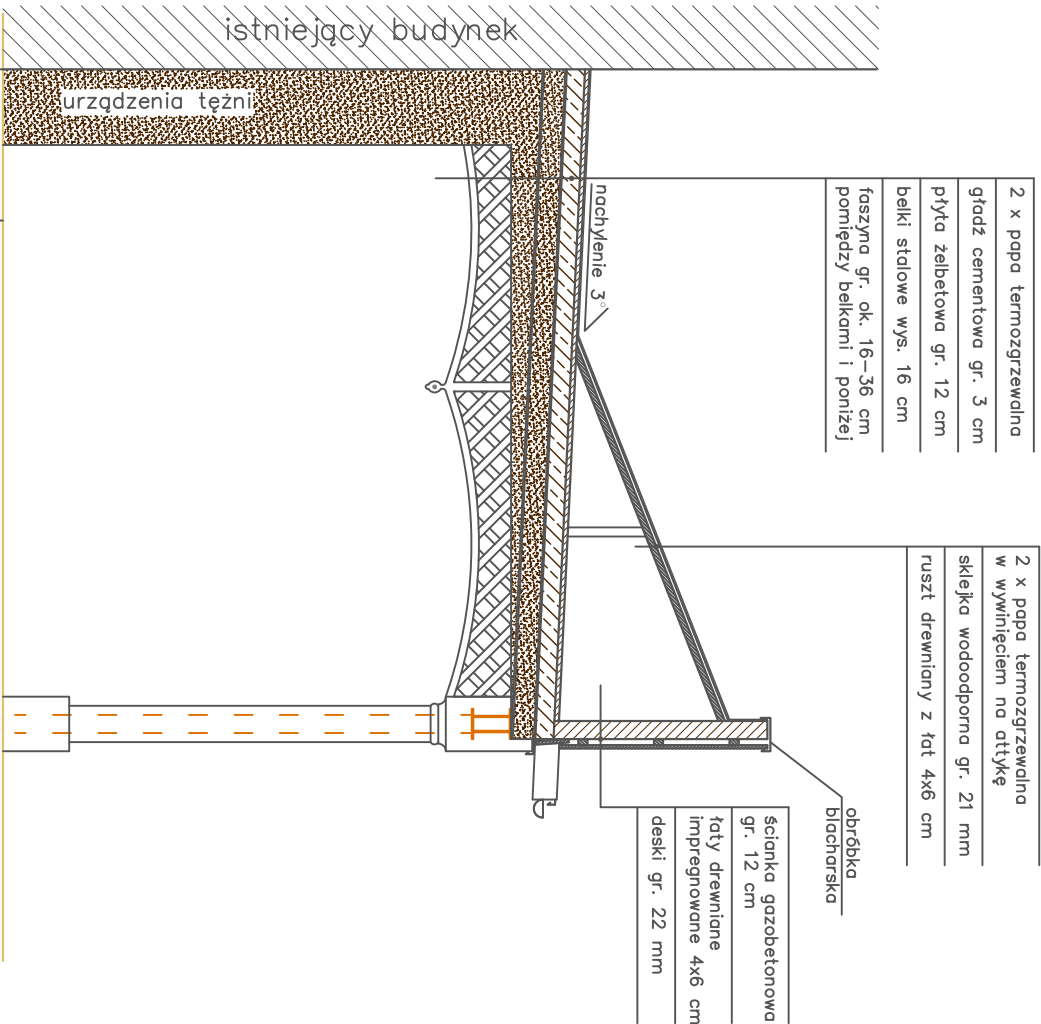 istniejący budynek
urządzenia tężni
nachylenie 3°
2 x papa termozgrzewalna
gładź cementowa gr. 3 cm
płyta żelbetowa gr. 12 cm
belki stalowe wys. 16 cm
faszyna gr. ok. 16-36 cm
pomiędzy belkami i poniżej
2 x papa termozgrzewalna
w wywinięciem na attykę
sklejka wodoodporna gr. 21 mm
ruszt drewniany z łat 4x6 cm
obróbka
blacharska
ścianka gazobetonowa
gr. 12 cm
łaty drewniane
impregnowane 4x6 cm
deski gr. 22 mm